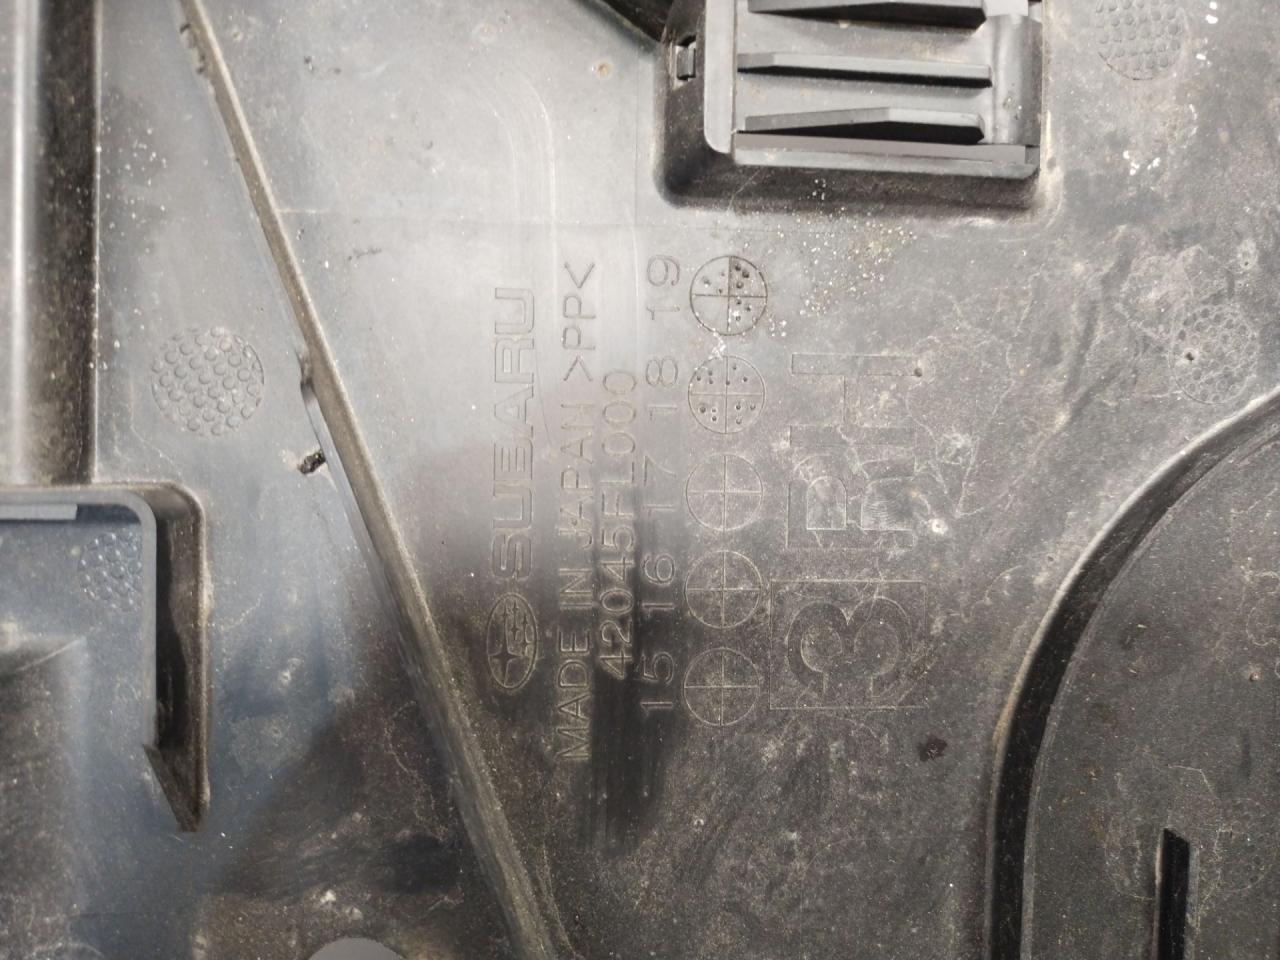 SUBARU
MADE IN JAPAN >PP<
42045FL000
15 16 17 18 19
3 RH